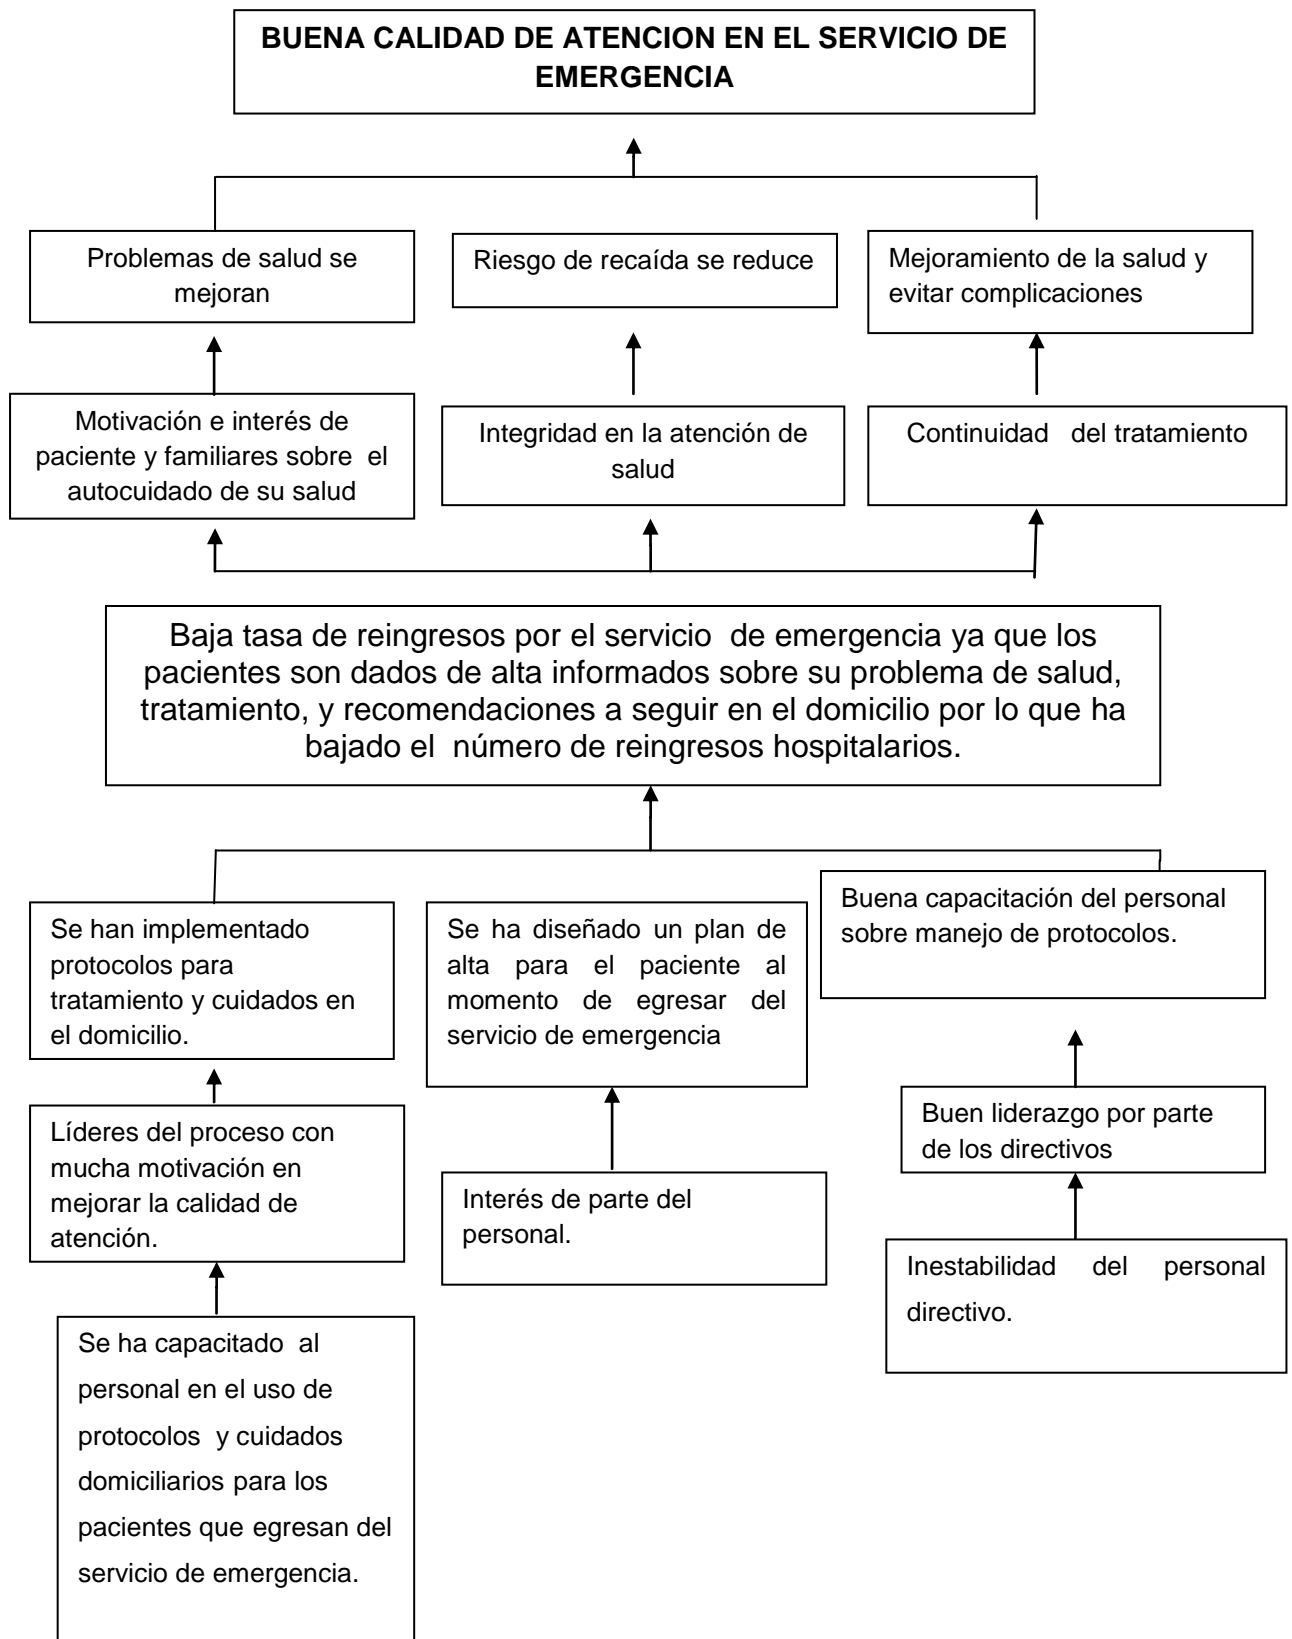 BUENA CALIDAD DE ATENCION EN EL SERVICIO DE
EMERGENCIA
Problemas de salud se
mejoran
Riesgo de recaída se reduce
Mejoramiento de la salud y
evitar complicaciones
Motivación e interés de
paciente y familiares sobre el
autocuidado de su salud
Integridad en la atención de
salud
Continuidad del tratamiento
Baja tasa de reingresos por el servicio de emergencia ya que los
pacientes son dados de alta informados sobre su problema de salud,
tratamiento, y recomendaciones a seguir en el domicilio por lo que ha
bajado el número de reingresos hospitalarios.
Se han implementado
protocolos para
tratamiento y cuidados en
el domicilio.
Se ha diseñado un plan de
alta para el paciente al
momento de egresar del
servicio de emergencia
Buena capacitación del personal
sobre manejo de protocolos.
Líderes del proceso con
mucha motivación en
mejorar la calidad de
atención.
Interés de parte del
personal.
Buen liderazgo por parte
de los directivos
Inestabilidad del personal
directivo.
Se ha capacitado al
personal en el uso de
protocolos y cuidados
domiciliarios para los
pacientes que egresan del
servicio de emergencia.